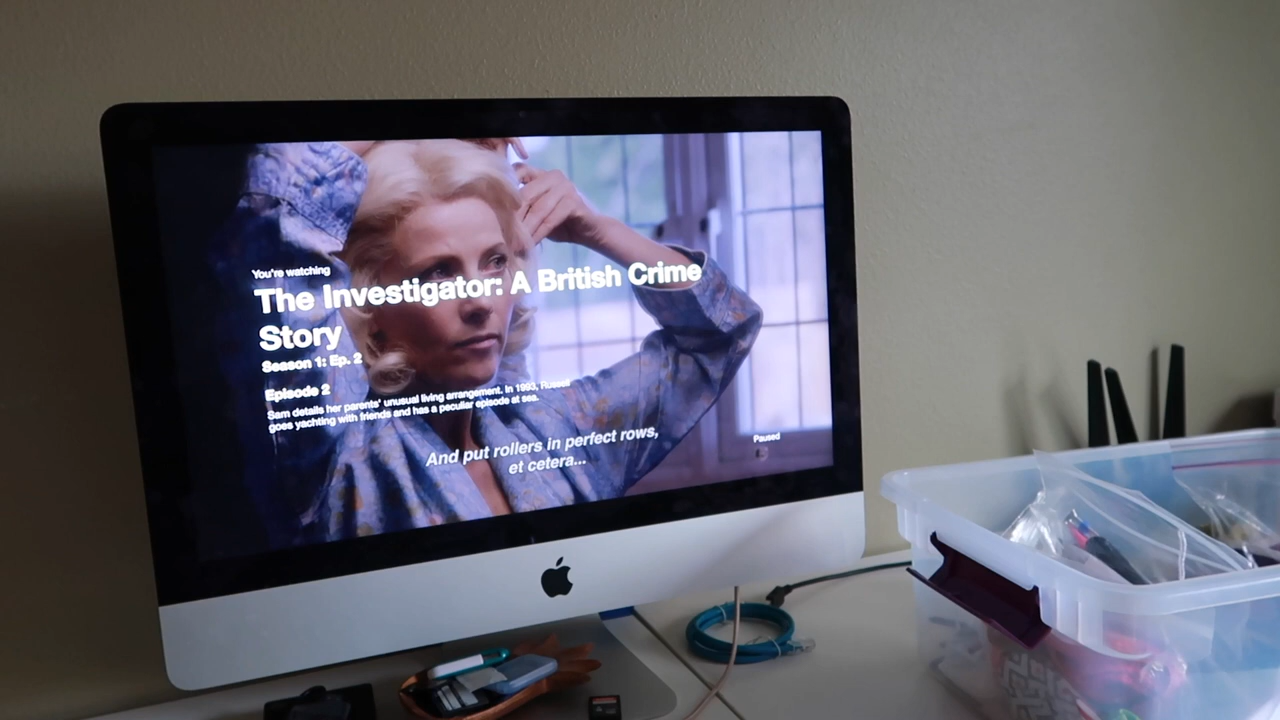 You're watching
The Investigator: A British Crime
Story
Season 1: Ep. 2
Episode 2
Sam details her parents' unusual living arrangement. In 1993, Russell
goes yachting with friends and has a peculiar episode at sea.
And put rollers in perfect rows,
et cetera...
Paused